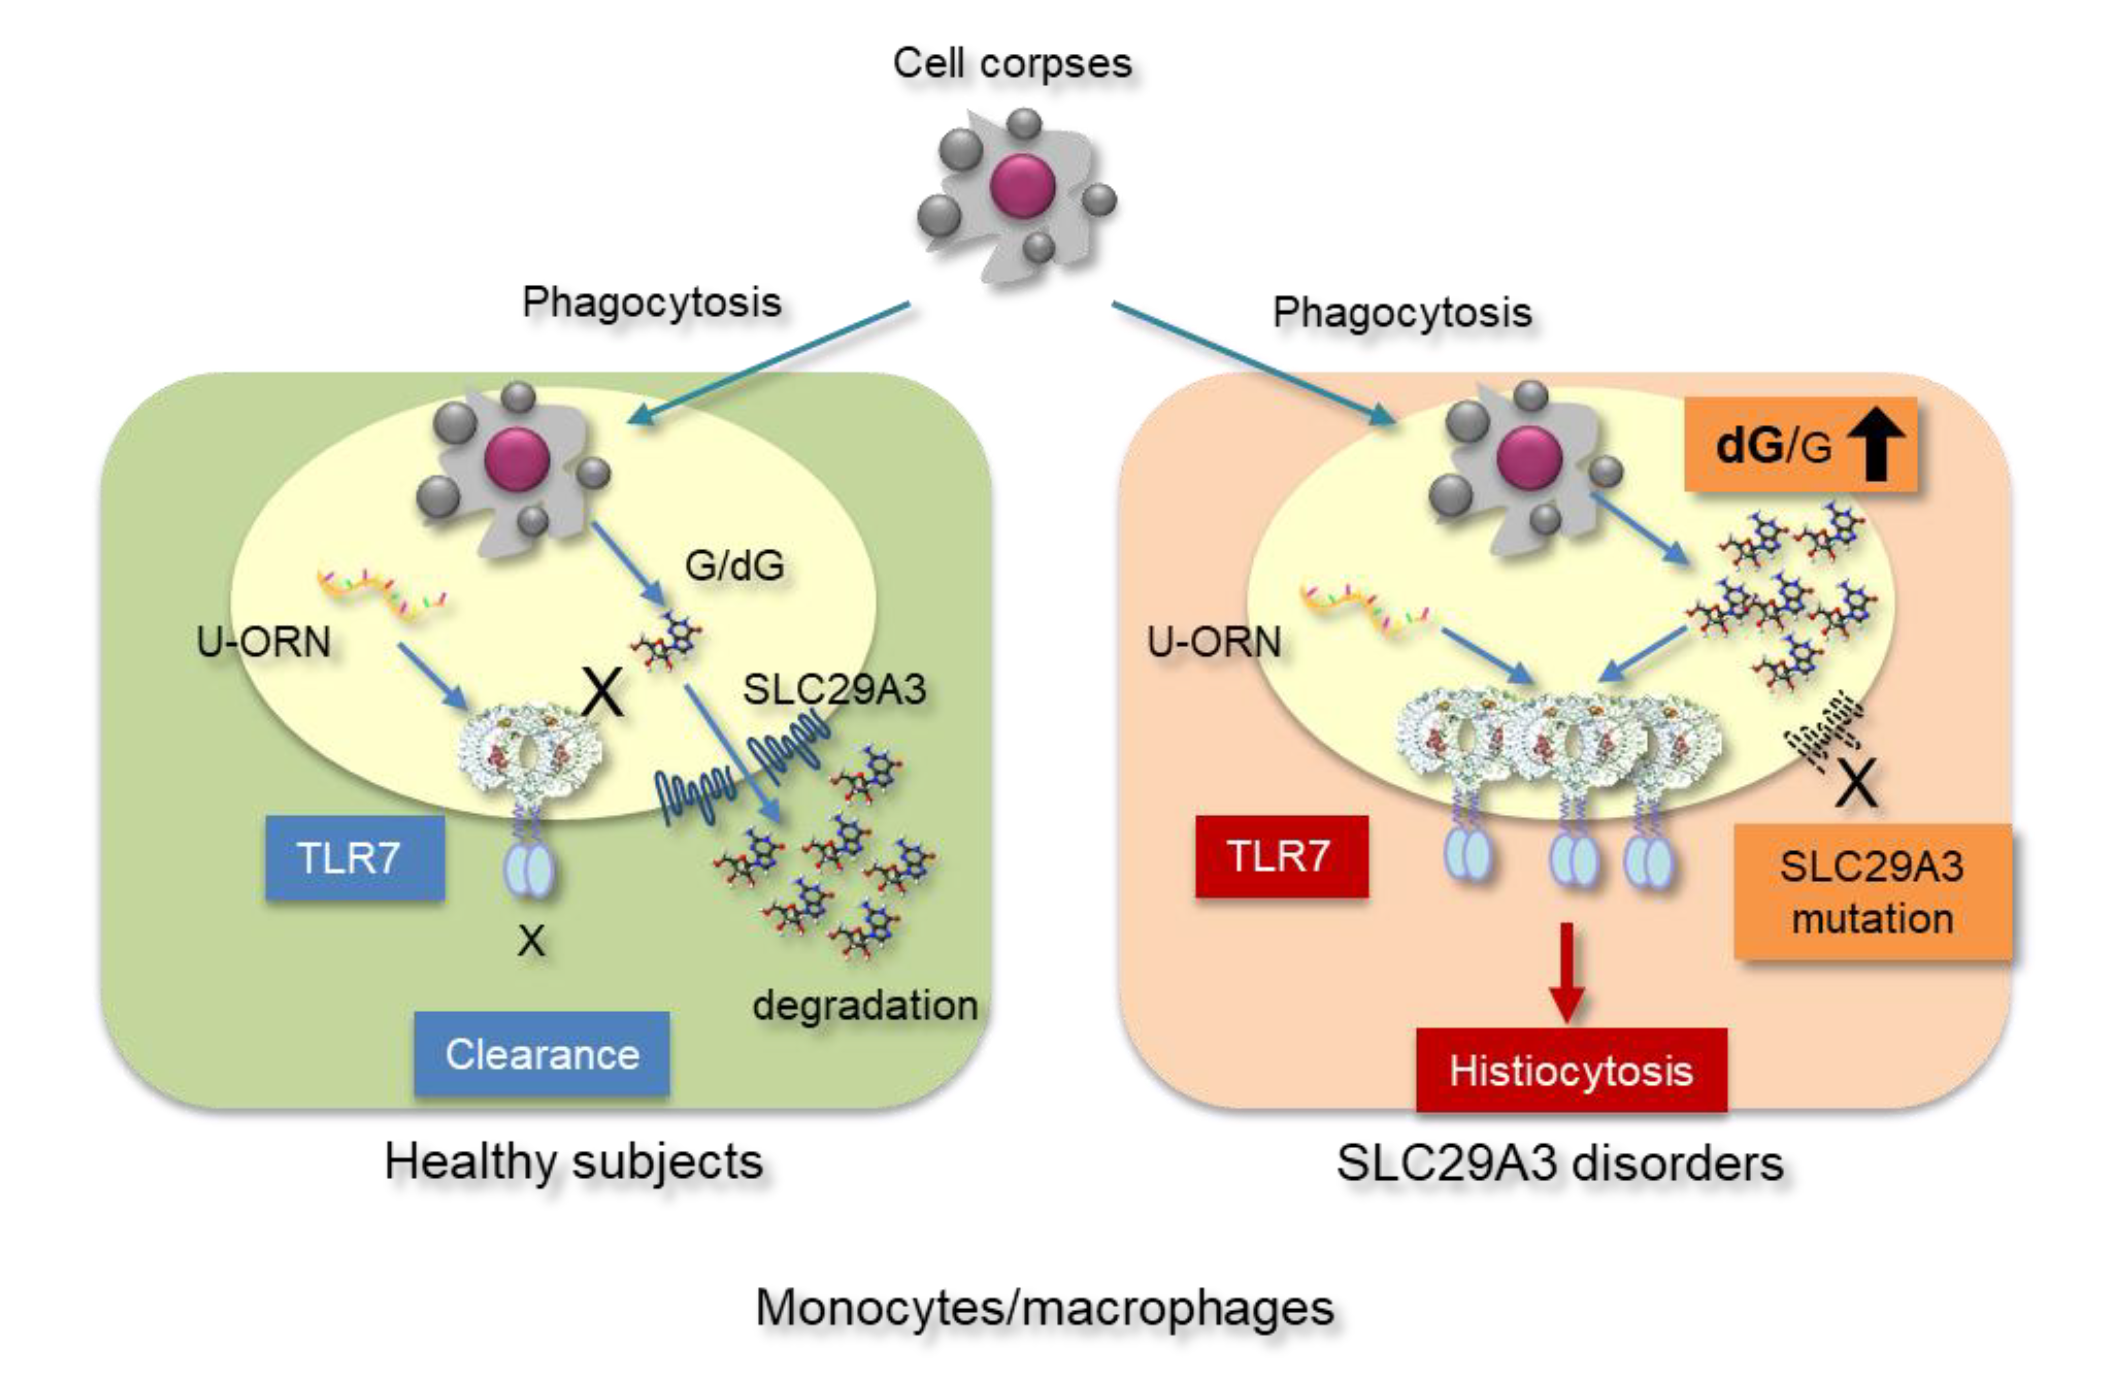 Cell corpses
Phagocytosis
Phagocytosis
G/dG
U-ORN
X
SLC29A3
TLR7
X
degradation
Clearance
Healthy subjects
dG/G
U-ORN
X
TLR7
SLC29A3
mutation
Histiocytosis
SLC29A3 disorders
Monocytes/macrophages